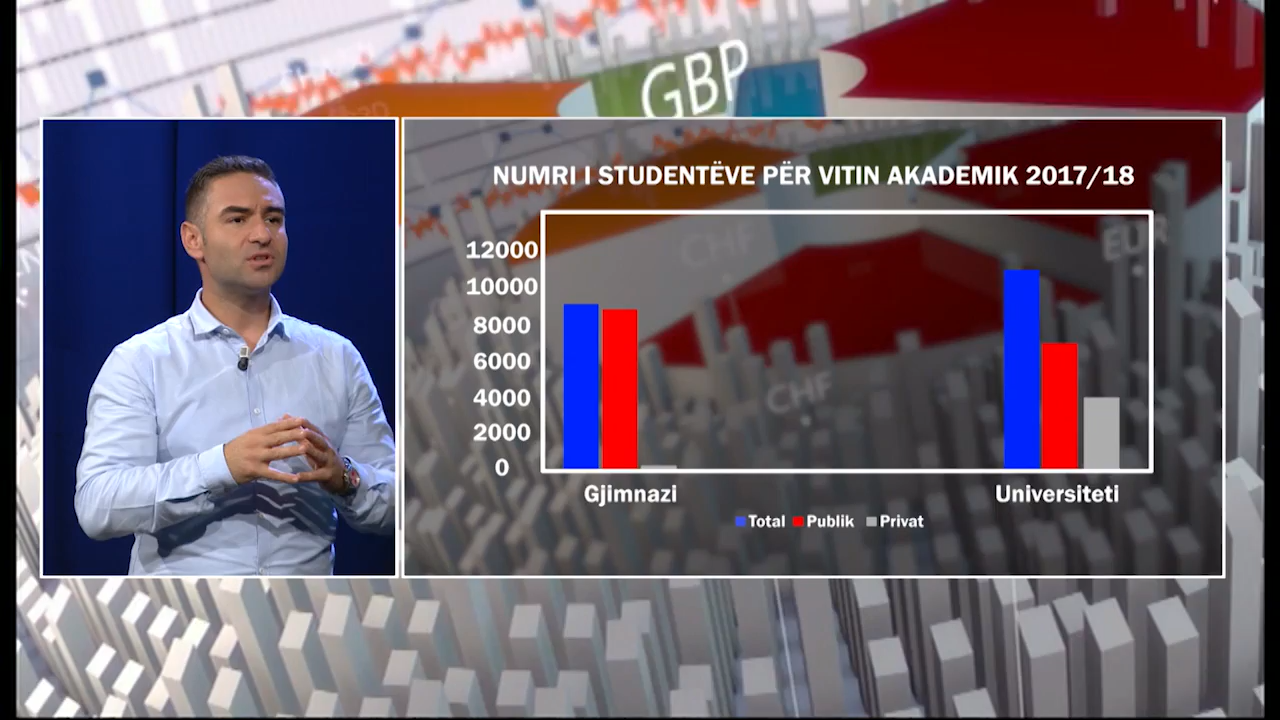 GBP
NUMRI I STUDENTËVE PËR VITIN AKADEMIK 2017/18
CHF
EUR
12000
10000
8000
6000
4000
2000
0
CHF
Gjimnazi
Universiteti
Total
Publik
Privat